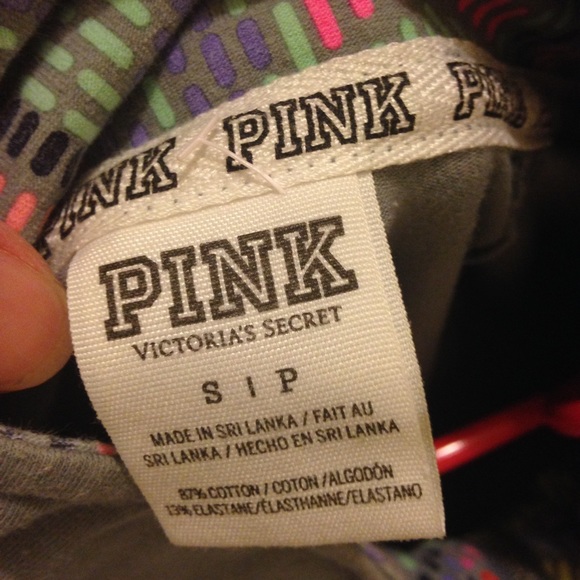 PINK PINK PINK
PINK
VICTORIA'S SECRET
S | P
MADE IN SRI LANKA / FAIT AU
SRI LANKA / HECHO EN SRI LANKA
87% COTTON / COTON / ALGODÓN
13% ELASTANE/ÉLASTHANNE/ELASTANO